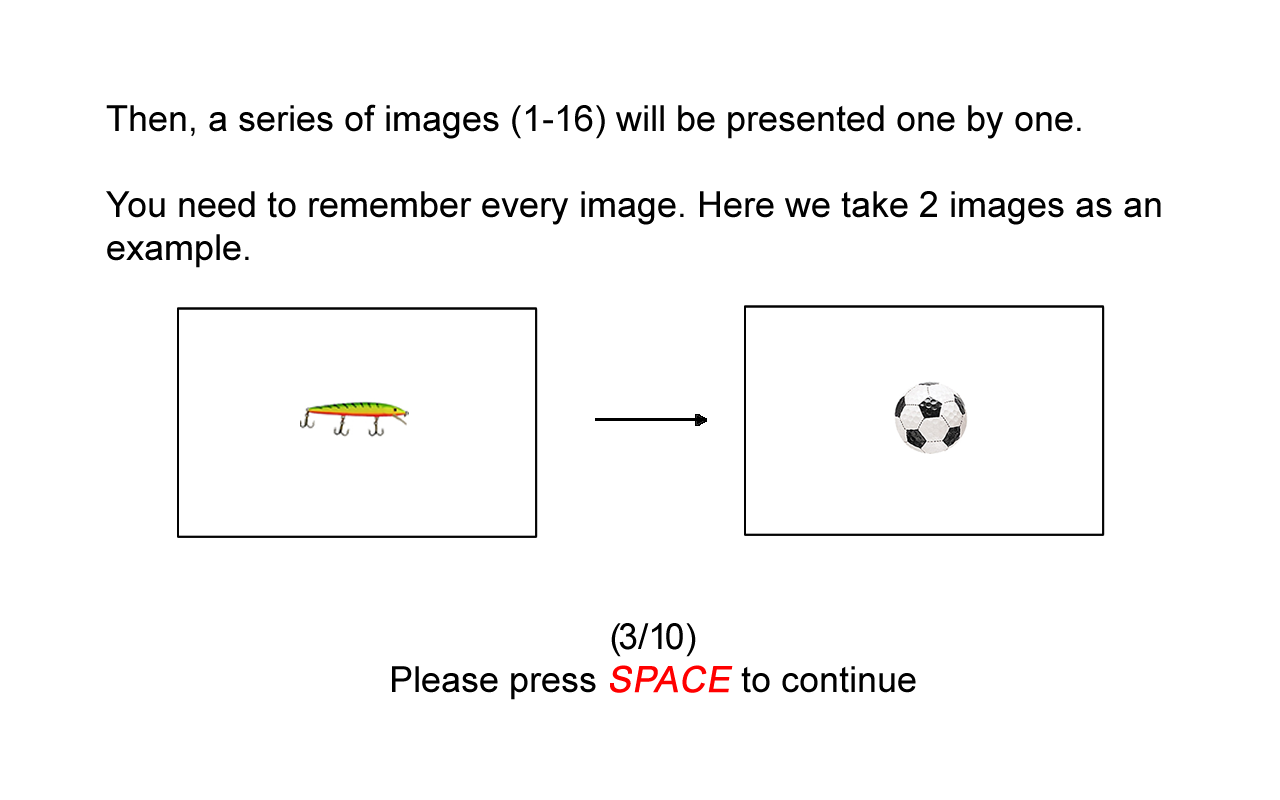 Then, a series of images (1-16) will be presented one by one.
You need to remember every image. Here we take 2 images as an
example.
(3/10)
Please press SPACE to continue